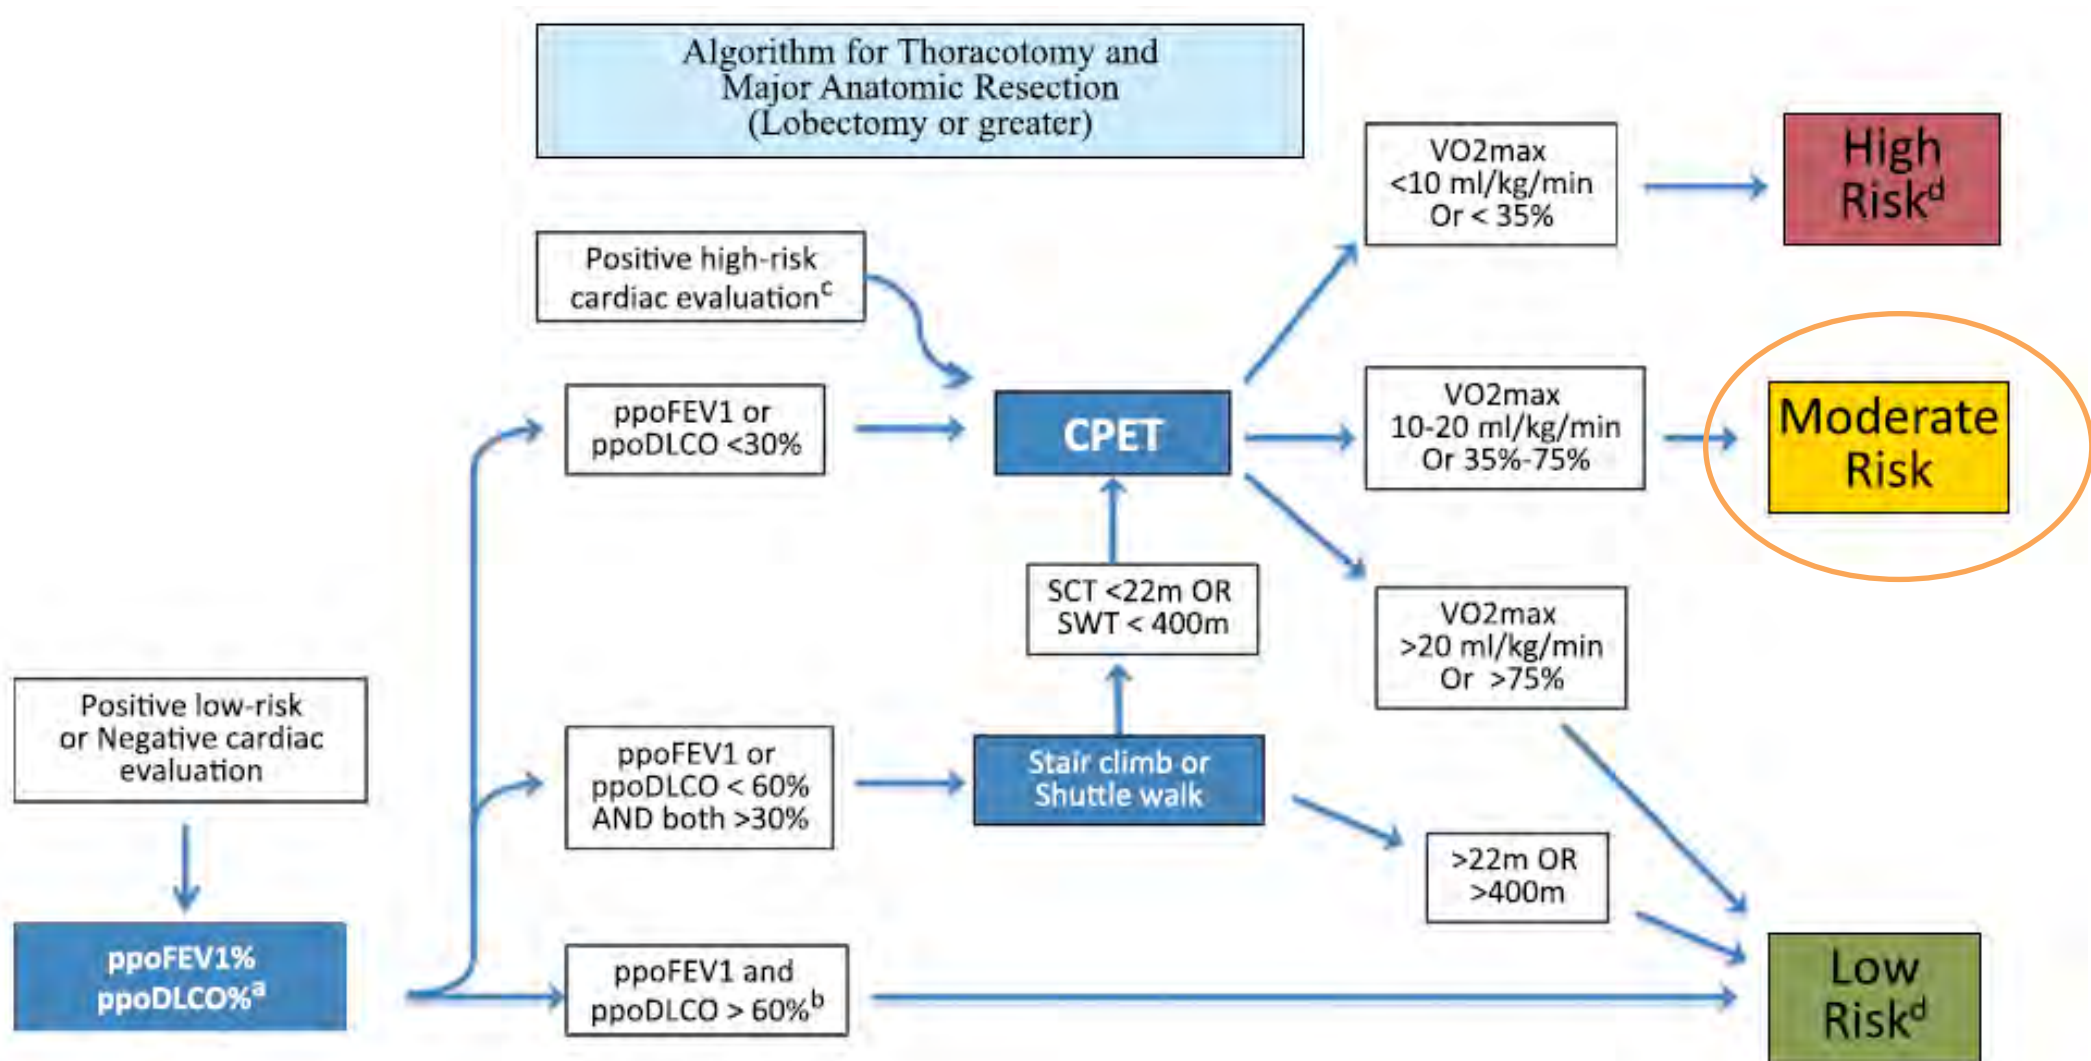 Algorithm for Thoracotomy and
Major Anatomic Resection
(Lobectomy or greater)
VO2max
<10 ml/kg/min
Or < 35%
High
Riskᵈ
Positive high-risk
cardiac evaluationᶜ
ppoFEV1 or
ppoDLCO <30%
CPET
VO2max
10-20 ml/kg/min
Or 35%-75%
Moderate
Risk
SCT <22m OR
SWT < 400m
VO2max
>20 ml/kg/min
Or >75%
Positive low-risk
or Negative cardiac
evaluation
ppoFEV1 or
ppoDLCO < 60%
AND both >30%
Stair climb or
Shuttle walk
>22m OR
>400m
ppoFEV1%
ppoDLCO%ᵃ
ppoFEV1 and
ppoDLCO > 60%ᵇ
Low
Riskᵈ